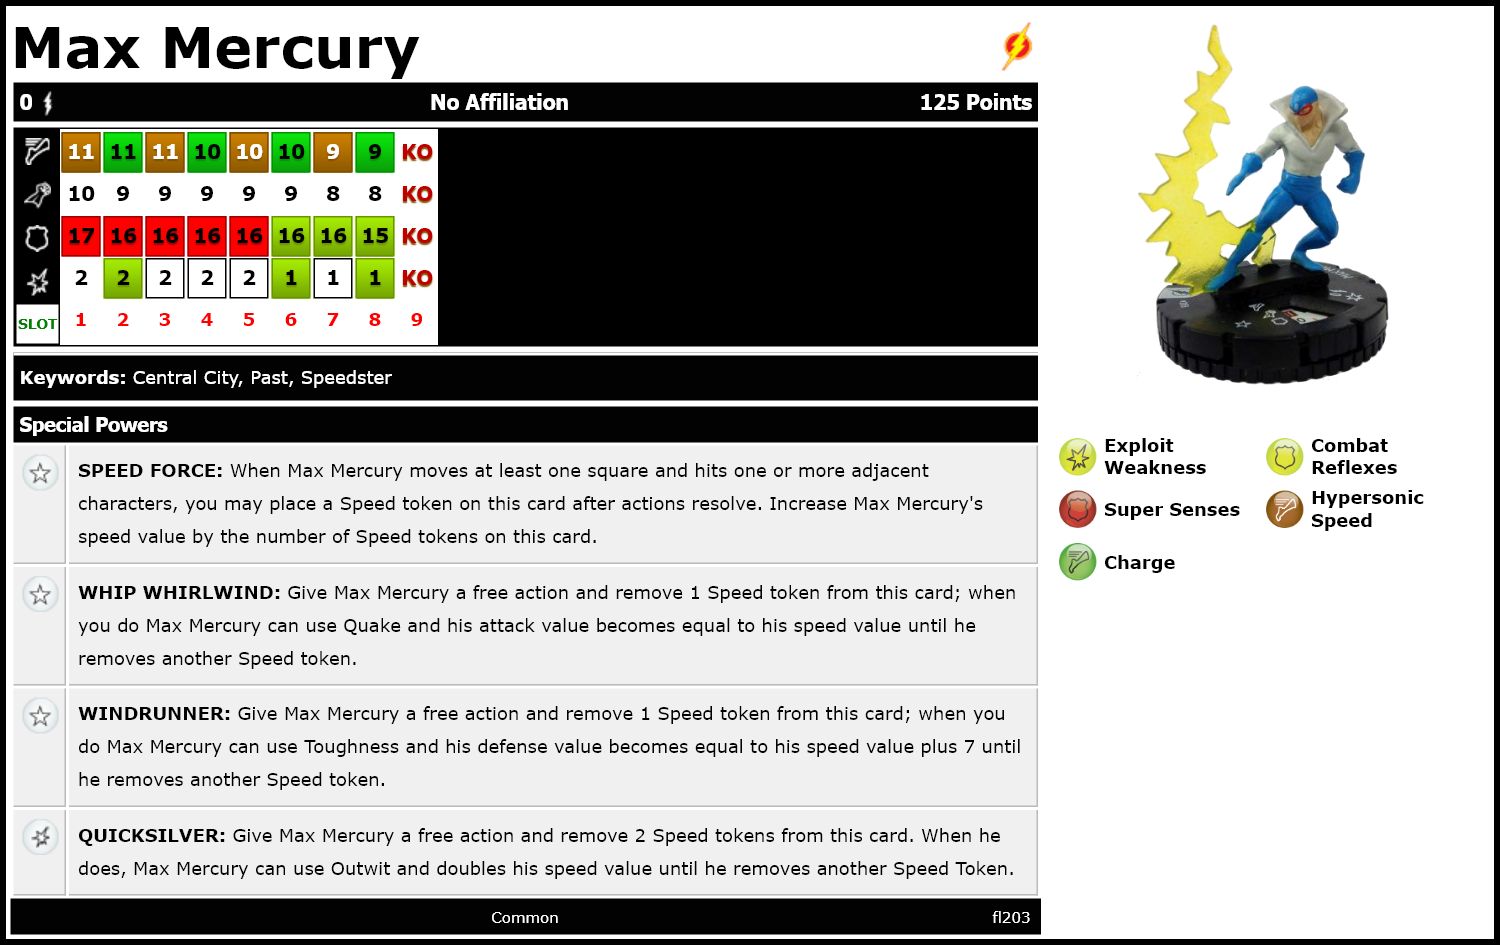 Max Mercury
0 No Affiliation 125 Points
11 11 11 10 10 10 9 9 KO
10 9 9 9 9 9 8 8 KO
17 16 16 16 16 16 16 15 KO
2 2 2 2 2 1 1 1 KO
SLOT 1 2 3 4 5 6 7 8 9
Keywords: Central City, Past, Speedster
Special Powers
SPEED FORCE: When Max Mercury moves at least one square and hits one or more adjacent
characters, you may place a Speed token on this card after actions resolve. Increase Max Mercury's
speed value by the number of Speed tokens on this card.
WHIP WHIRLWIND: Give Max Mercury a free action and remove 1 Speed token from this card; when
you do Max Mercury can use Quake and his attack value becomes equal to his speed value until he
removes another Speed token.
WINDRUNNER: Give Max Mercury a free action and remove 1 Speed token from this card; when you
do Max Mercury can use Toughness and his defense value becomes equal to his speed value plus 7 until
he removes another Speed token.
QUICKSILVER: Give Max Mercury a free action and remove 2 Speed tokens from this card. When he
does, Max Mercury can use Outwit and doubles his speed value until he removes another Speed Token.
Common fl203
Exploit
Weakness
Combat
Reflexes
Super Senses
Hypersonic
Speed
Charge